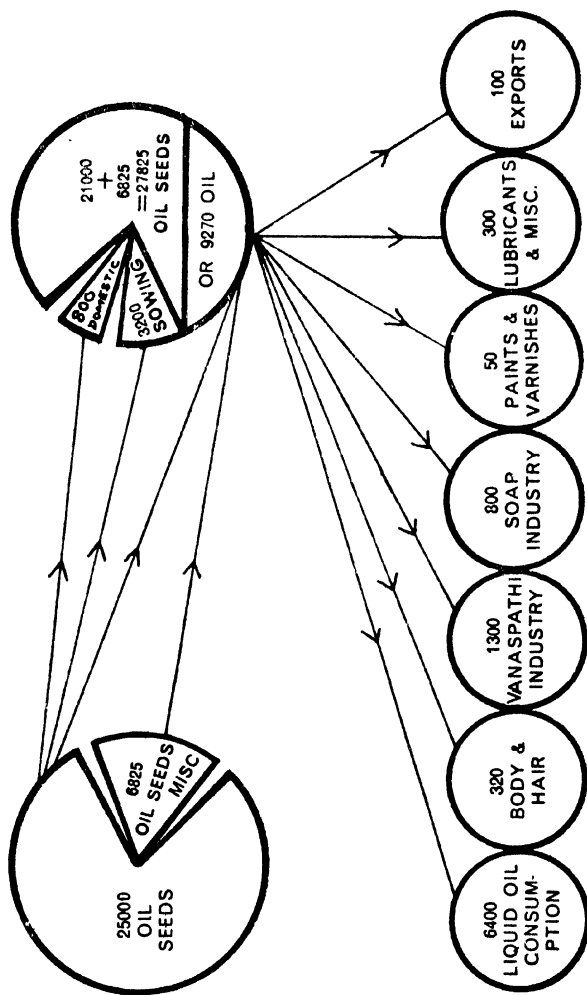 25000
OIL
SEEDS
6825
OIL SEEDS
MISC
800
DOMESTIC
3200
SOWING
21000
+
6825
=27825
OIL SEEDS
OR 9270 OIL
6400
LIQUID OIL
CONSUM-
PTION
320
BODY &
HAIR
1300
VANASPATHI
INDUSTRY
800
SOAP
INDUSTRY
50
PAINTS &
VARNISHES
300
LUBRICANTS
& MISC.
100
EXPORTS